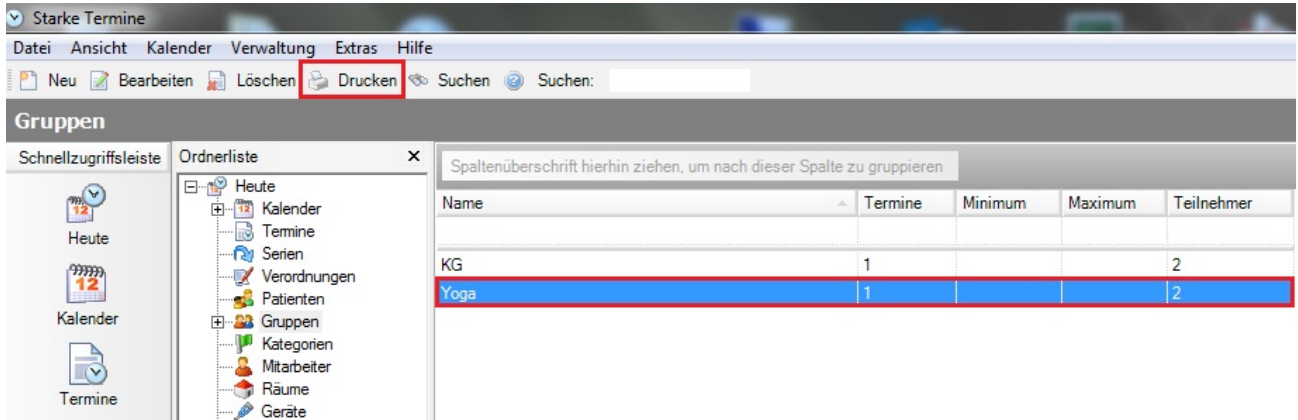 Starke Termine
Datei Ansicht Kalender Verwaltung Extras Hilfe
Neu Bearbeiten Löschen Drucken Suchen Suchen:
Gruppen
Schnellzugriffsleiste
Heute
12
Kalender
Termine
Ordnerliste
Heute
Kalender
Termine
Serien
Verordnungen
Patienten
Gruppen
Kategorien
Mitarbeiter
Räume
Geräte
Spaltenüberschrift hierhin ziehen, um nach dieser Spalte zu gruppieren
Name Termine Minimum Maximum Teilnehmer
KG 1 2
Yoga 1 2